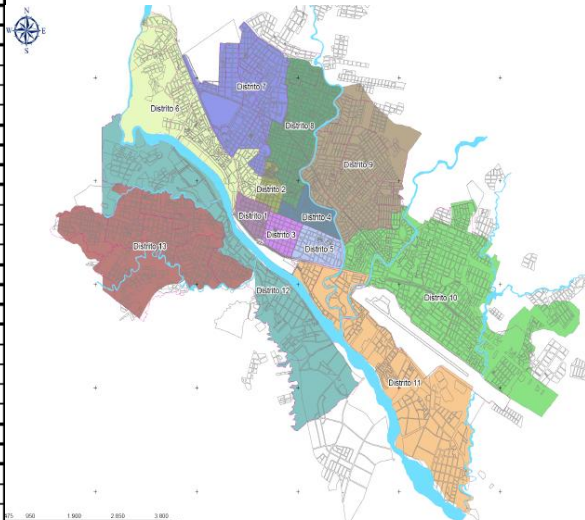 N
W E
S
Distrito 7
Distrito 6
Distrito 8
Distrito 9
Distrito 2
Distrito 1
Distrito 4
Distrito 3
Distrito 5
Distrito 13
Distrito 12
Distrito 10
Distrito 11
475 950 1 900 2 850 3 800